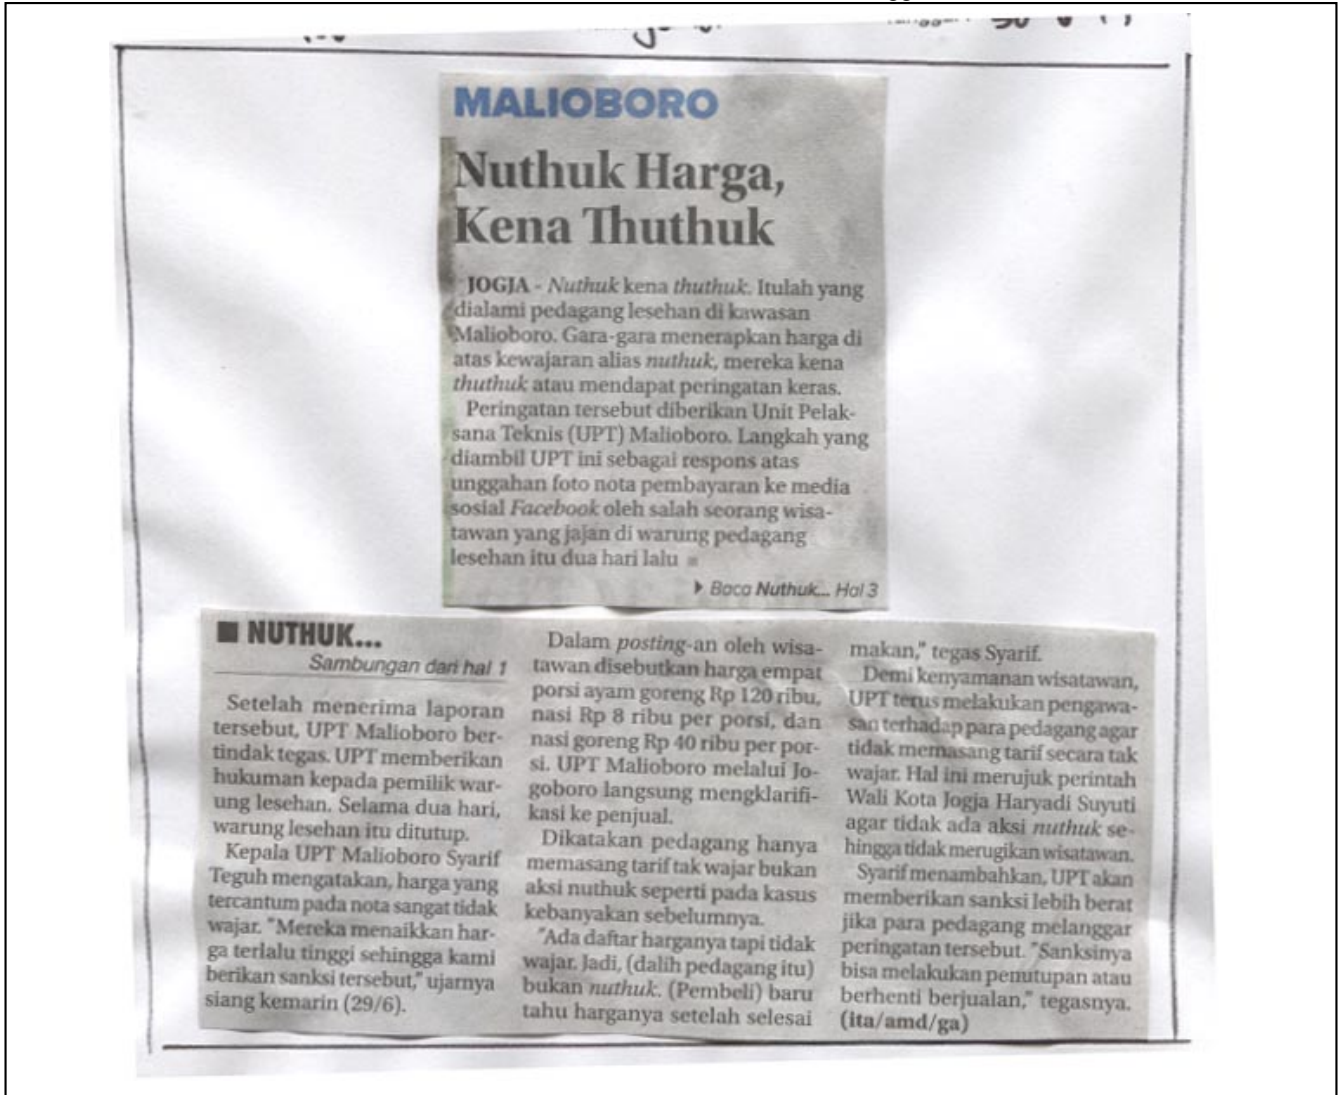 MALIOBORO
Nuthuk Harga,
Kena Thuthuk
JOGJA - Nuthuk kena thuthuk. Itulah yang
dialami pedagang lesehan di kawasan
Malioboro. Gara-gara menerapkan harga di
atas kewajaran alias nuthuk, mereka kena
thuthuk atau mendapat peringatan keras.
Peringatan tersebut diberikan Unit Pelak-
sana Teknis (UPT) Malioboro. Langkah yang
diambil UPT ini sebagai respons atas
unggahan foto nota pembayaran ke media
sosial Facebook oleh salah seorang wisa-
tawan yang jajan di warung pedagang
lesehan itu dua hari lalu
Baca Nuthuk... Hal 3
NUTHUK...
Sambungan dari hal 1
Setelah menerima laporan
tersebut, UPT Malioboro ber-
tindak tegas. UPT memberikan
hukuman kepada pemilik war-
ung lesehan. Selama dua hari,
warung lesehan itu ditutup.
Kepala UPT Malioboro Syarif
Teguh mengatakan, harga yang
tercantum pada nota sangat tidak
wajar. "Mereka menaikkan har-
ga terlalu tinggi sehingga kami
berikan sanksi tersebut," ujarnya
siang kemarin (29/6).
Dalam posting-an oleh wisa-
tawan disebutkan harga empat
porsi ayam goreng Rp 120 ribu,
nasi Rp 8 ribu per porsi, dan
nasi goreng Rp 40 ribu per por-
si. UPT Malioboro melalui Jo-
goboro langsung mengklarifi-
kasi ke penjual.
Dikatakan pedagang hanya
memasang tarif tak wajar bukan
aksi nuthuk seperti pada kasus
kebanyakan sebelumnya.
"Ada daftar harganya tapi tidak
wajar. Jadi, (dalih pedagang itu)
bukan nuthuk. (Pembeli) baru
tahu harganya setelah selesai
makan," tegas Syarif.
Demi kenyamanan wisatawan,
UPT terus melakukan pengawa-
san terhadap para pedagang agar
tidak memasang tarif secara tak
wajar. Hal ini merujuk perintah
Wali Kota Jogja Haryadi Suyuti
agar tidak ada aksi nuthuk se-
hingga tidak merugikan wisatawan.
Syarif menambahkan, UPT akan
memberikan sanksi lebih berat
jika para pedagang melanggar
peringatan tersebut. "Sanksinya
bisa melakukan penutupan atau
berhenti berjualan," tegasnya.
(ita/amd/ga)